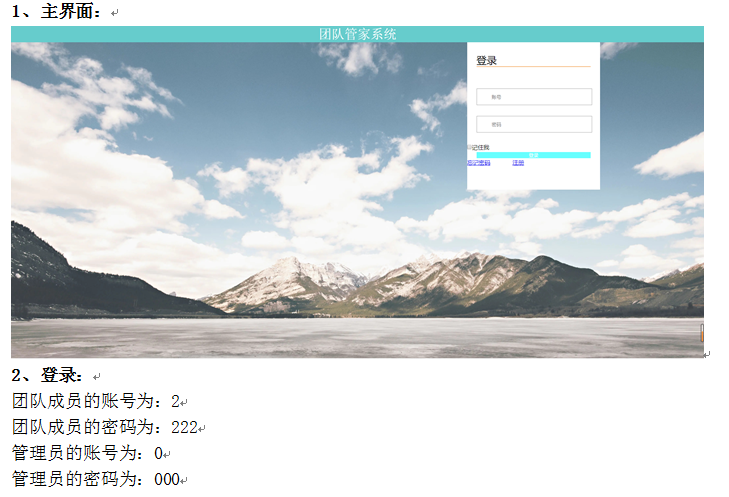 1、主界面：
团队管家系统
登录
账号
密码
记住我
登录
忘记密码 注册
2、登录：
团队成员的账号为：2
团队成员的密码为：222
管理员的账号为：0
管理员的密码为：000